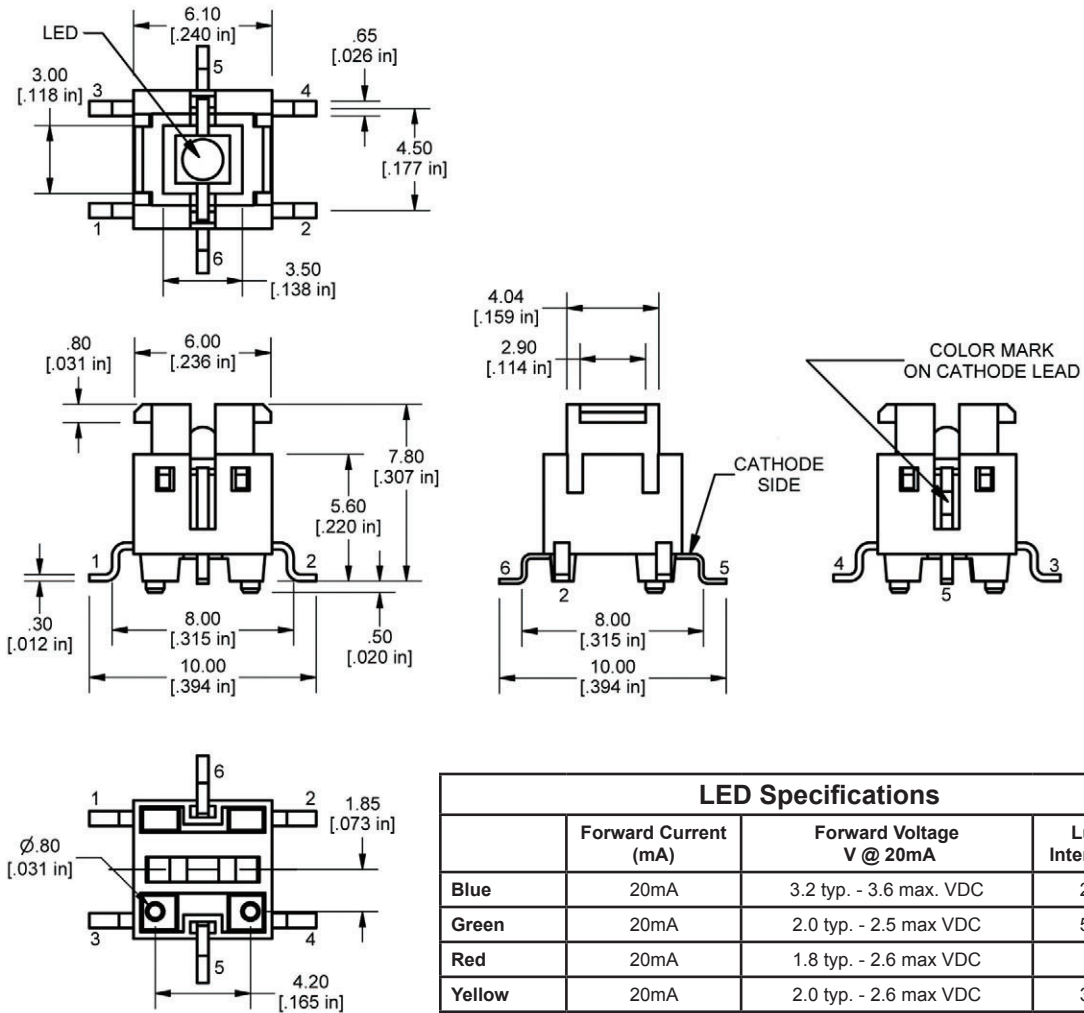 6.10
[.240 in]
LED
5
.65
[.026 in]
3.00
[.118 in]
3
4
4.50
[.177 in]
1
2
6
3.50
[.138 in]
.80
[.031 in]
6.00
[.236 in]
7.80
[.307 in]
5.60
[.220 in]
1
2
.30
[.012 in]
8.00
[.315 in]
.50
[.020 in]
10.00
[.394 in]
4.04
[.159 in]
2.90
[.114 in]
CATHODE
SIDE
6
2
5
8.00
[.315 in]
10.00
[.394 in]
COLOR MARK
ON CATHODE LEAD
4
3
5
6
1
2
1.85
[.073 in]
Ø.80
[.031 in]
3
4
5
4.20
[.165 in]
LED Specifications
Forward Current
(mA)
Forward Voltage
V @ 20mA
Blue 20mA 3.2 typ. - 3.6 max. VDC
Green 20mA 2.0 typ. - 2.5 max VDC
Red 20mA 1.8 typ. - 2.6 max VDC
Yellow 20mA 2.0 typ. - 2.6 max VDC